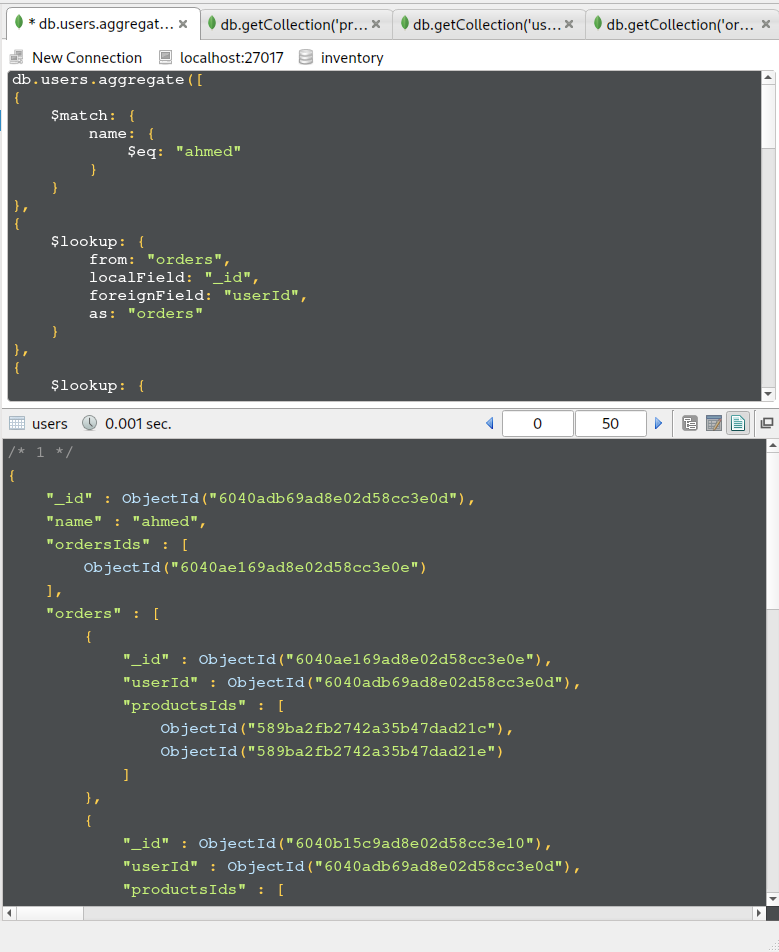 * db.users.aggregat...
db.getCollection('pr...
db.getCollection('us...
db.getCollection('or...
New Connection localhost:27017 inventory
db.users.aggregate([
{
    $match: {
        name: {
            $eq: "ahmed"
        }
    }
},
{
    $lookup: {
        from: "orders",
        localField: "_id",
        foreignField: "userId",
        as: "orders"
    }
},
{
    $lookup: {
users 0.001 sec. 0 50
/* 1 */
{
    "_id" : ObjectId("6040adb69ad8e02d58cc3e0d"),
    "name" : "ahmed",
    "ordersIds" : [
        ObjectId("6040ae169ad8e02d58cc3e0e")
    ],
    "orders" : [
        {
            "_id" : ObjectId("6040ae169ad8e02d58cc3e0e"),
            "userId" : ObjectId("6040adb69ad8e02d58cc3e0d"),
            "productsIds" : [
                ObjectId("589ba2fb2742a35b47dad21c"),
                ObjectId("589ba2fb2742a35b47dad21e")
            ]
        },
        {
            "_id" : ObjectId("6040b15c9ad8e02d58cc3e10"),
            "userId" : ObjectId("6040adb69ad8e02d58cc3e0d"),
            "productsIds" : [